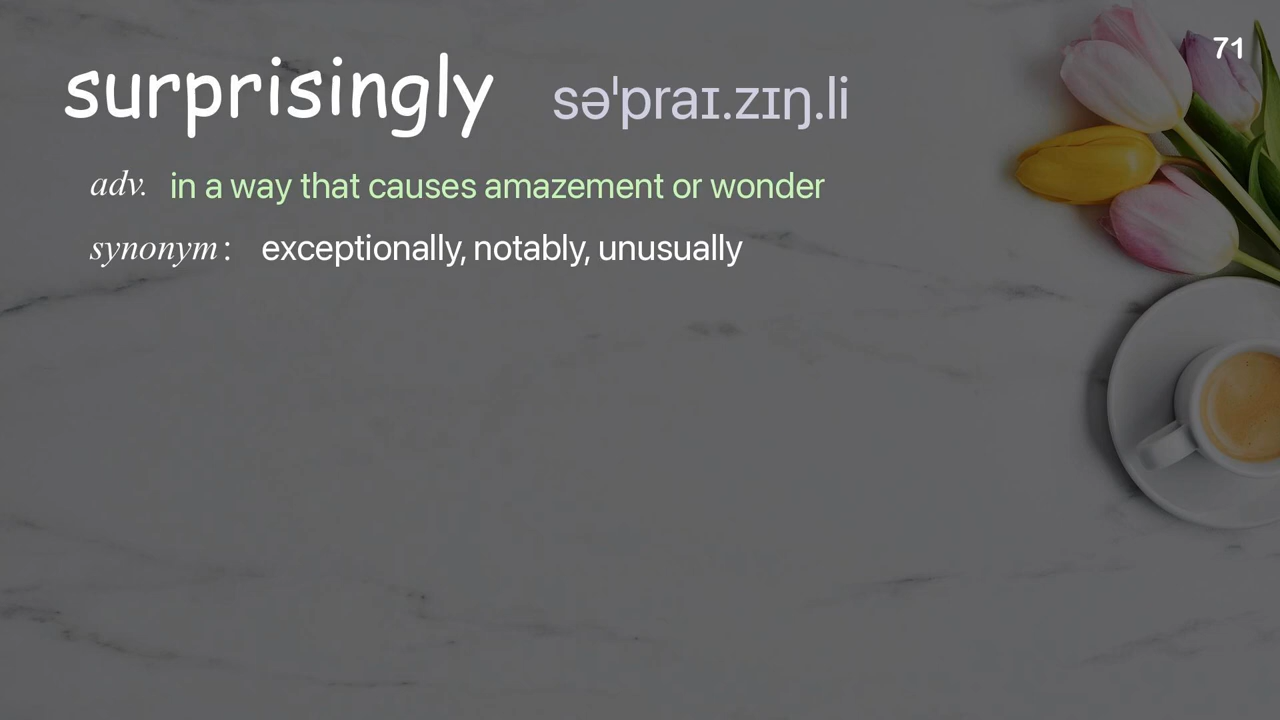 71
surprisingly səˈpraɪ.zɪŋ.li
adv. in a way that causes amazement or wonder
synonym : exceptionally, notably, unusually